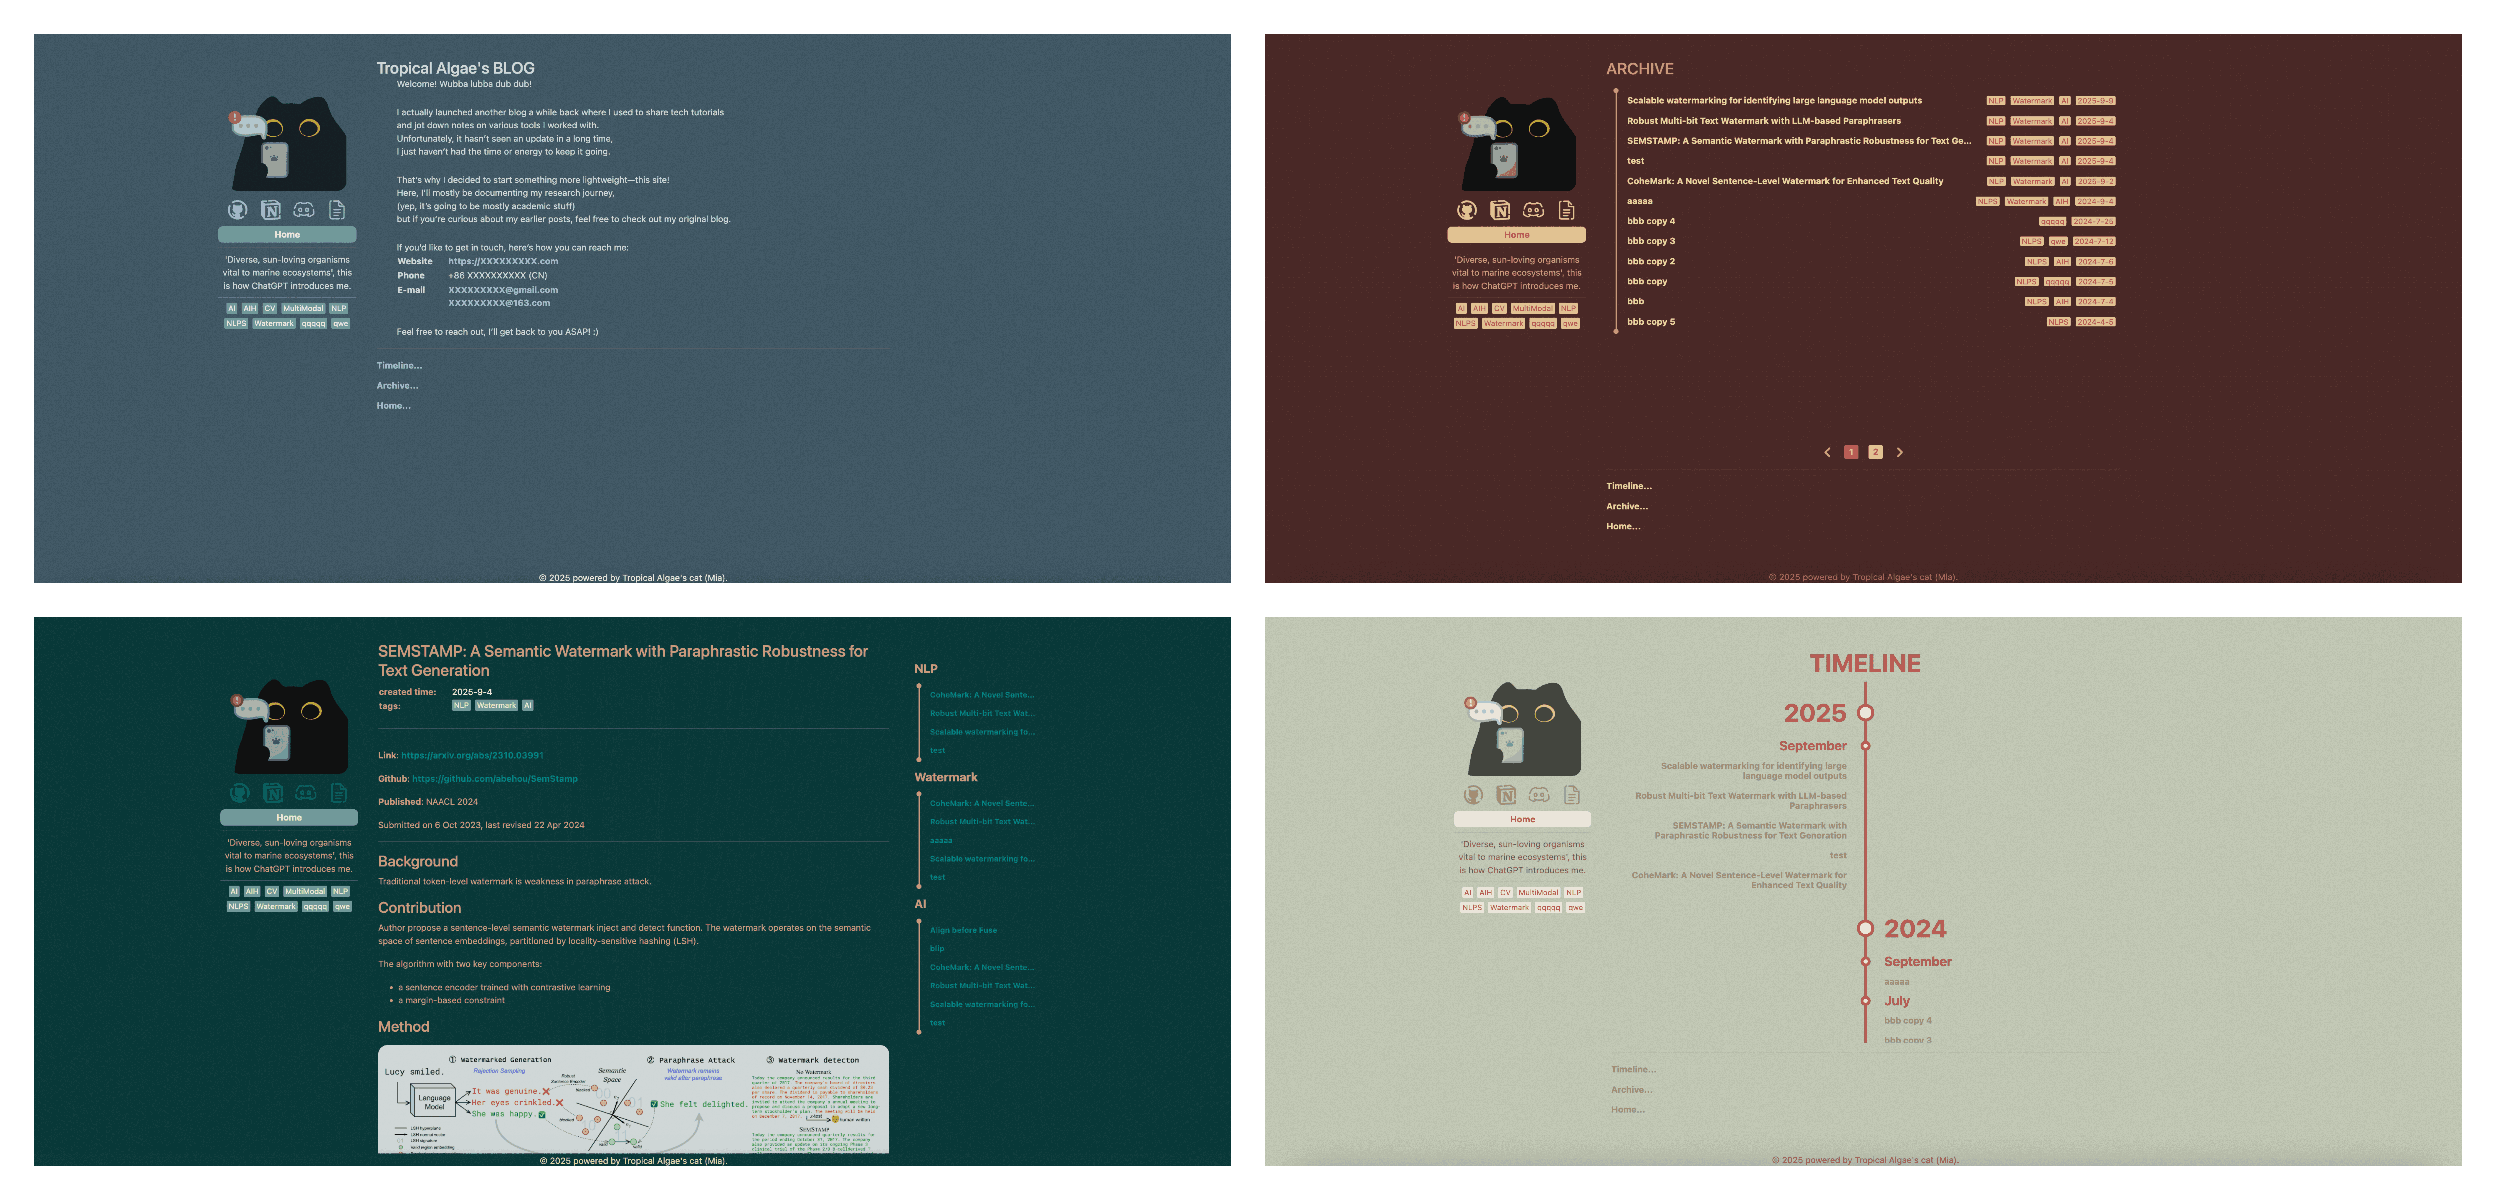 Tropical Algae's BLOG
Welcome! Wubba lubba dub dub!
I actually launched another blog a while back where I used to share tech tutorials
and jot down notes on various tools I worked with.
Unfortunately, it hasn't seen an update in a long time,
I just haven't had the time or energy to keep it going.
That's why I decided to start something more lightweight—this site!
Here, I'll mostly be documenting my research journey,
(yep, it's going to be mostly academic stuff)
but if you're curious about my earlier posts, feel free to check out my original blog.
If you'd like to get in touch, here's how you can reach me:
Website https://XXXXXXXXX.com
Phone +86 XXXXXXXXXX (CN)
E-mail XXXXXXXXX@gmail.com
XXXXXXXXX@163.com
Feel free to reach out, I'll get back to you ASAP! :)
Home
'Diverse, sun-loving organisms
vital to marine ecosystems', this
is how ChatGPT introduces me.
AI AIH CV MultiModal NLP
NLPS Watermark qqqqq qwe
Timeline...
Archive...
Home...
© 2025 powered by Tropical Algae's cat (Mia).
ARCHIVE
Scalable watermarking for identifying large language model outputs NLP Watermark AI 2025-9-9
Robust Multi-bit Text Watermark with LLM-based Paraphrasers NLP Watermark AI 2025-9-4
SEMSTAMP: A Semantic Watermark with Paraphrastic Robustness for Text Ge... NLP Watermark AI 2025-9-4
test NLP Watermark AI 2025-9-4
CoheMark: A Novel Sentence-Level Watermark for Enhanced Text Quality NLP Watermark AI 2025-9-2
aaaaa NLPS Watermark AIH 2024-9-4
bbb copy 4 qqqqq 2024-7-25
bbb copy 3 NLPS qwe 2024-7-12
bbb copy 2 NLPS AIH 2024-7-6
bbb copy NLPS qqqqq 2024-7-5
bbb NLPS AIH 2024-7-4
bbb copy 5 NLPS 2024-4-5
Home
'Diverse, sun-loving organisms
vital to marine ecosystems', this
is how ChatGPT introduces me.
AI AIH CV MultiModal NLP
NLPS Watermark qqqqq qwe
1 2
Timeline...
Archive...
Home...
© 2025 powered by Tropical Algae's cat (Mia).
SEMSTAMP: A Semantic Watermark with Paraphrastic Robustness for
Text Generation
created time: 2025-9-4
tags: NLP Watermark AI
Link: https://arxiv.org/abs/2310.03991
Github: https://github.com/abehou/SemStamp
Published: NAACL 2024
Submitted on 6 Oct 2023, last revised 22 Apr 2024
Background
Traditional token-level watermark is weakness in paraphrase attack.
Contribution
Author propose a sentence-level semantic watermark inject and detect function. The watermark operates on the semantic
space of sentence embeddings, partitioned by locality-sensitive hashing (LSH).
The algorithm with two key components:
• a sentence encoder trained with contrastive learning
• a margin-based constraint
Method
① Watermarked Generation ② Paraphrase Attack ③ Watermark detecton
Lucy smiled.
Rejection Sampling
Semantic
Space
Watermark remains
valid after paraphrase
No Watermark
Language
Model
It was genuine.
Her eyes crinkled.
She was happy.
She felt delighted.
human written
SEMSTAMP
LSH hyperplane
LSH normal vector
LSH signature
Valid region embedding
Home
'Diverse, sun-loving organisms
vital to marine ecosystems', this
is how ChatGPT introduces me.
AI AIH CV MultiModal NLP
NLPS Watermark qqqqq qwe
NLP
CoheMark: A Novel Sente...
Robust Multi-bit Text Wat...
Scalable watermarking fo...
test
Watermark
CoheMark: A Novel Sente...
Robust Multi-bit Text Wat...
aaaaa
Scalable watermarking fo...
test
AI
Align before Fuse
blip
CoheMark: A Novel Sente...
Robust Multi-bit Text Wat...
Scalable watermarking fo...
test
© 2025 powered by Tropical Algae's cat (Mia).
TIMELINE
2025
September
Scalable watermarking for identifying large
language model outputs
Robust Multi-bit Text Watermark with LLM-based
Paraphrasers
SEMSTAMP: A Semantic Watermark with
Paraphrastic Robustness for Text Generation
test
CoheMark: A Novel Sentence-Level Watermark for
Enhanced Text Quality
2024
September
aaaaa
July
bbb copy 4
bbb copy 3
Home
'Diverse, sun-loving organisms
vital to marine ecosystems', this
is how ChatGPT introduces me.
AI AIH CV MultiModal NLP
NLPS Watermark qqqqq qwe
Timeline...
Archive...
Home...
© 2025 powered by Tropical Algae's cat (Mia).